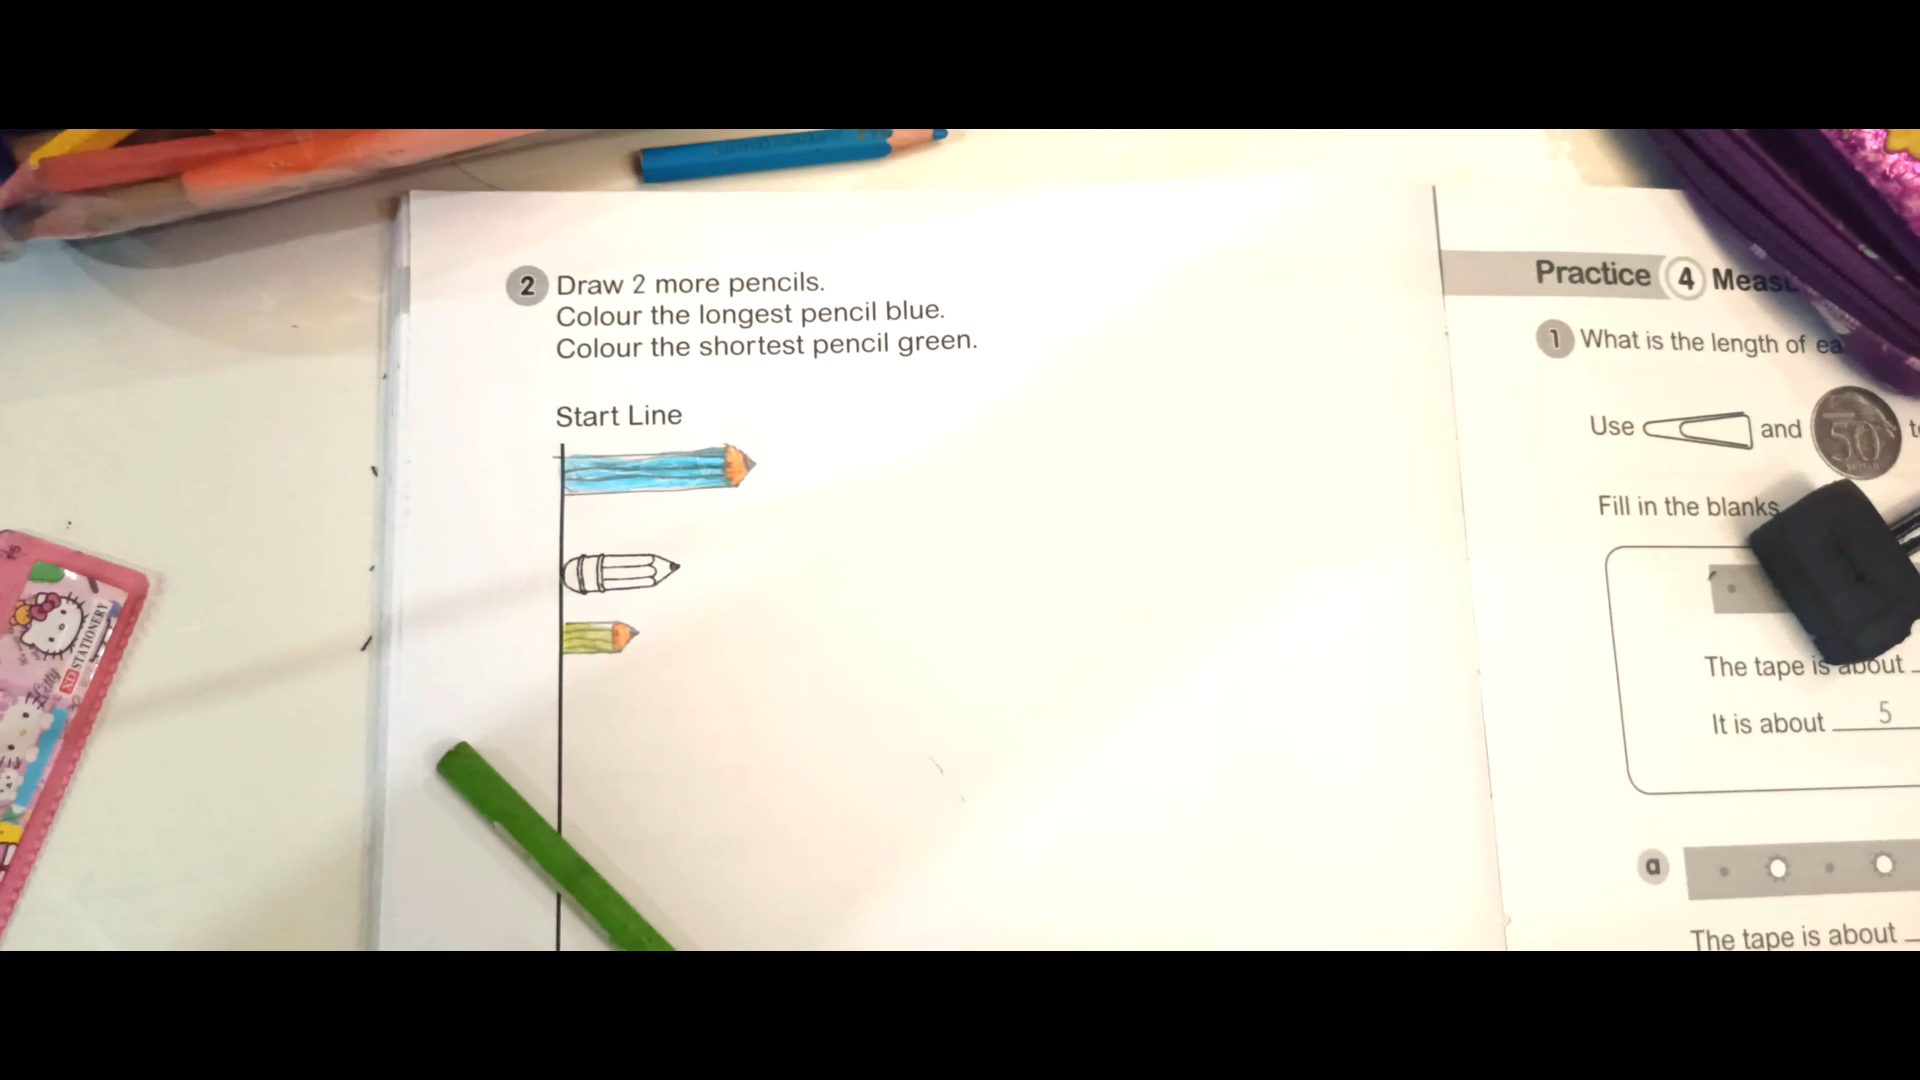 2 Draw 2 more pencils.
Colour the longest pencil blue.
Colour the shortest pencil green.
Start Line
Practice 4
1 What is the length of
Use and
50
Fill in the blanks
The tape is about
It is about 5
a
The tape is about
STATIONERY